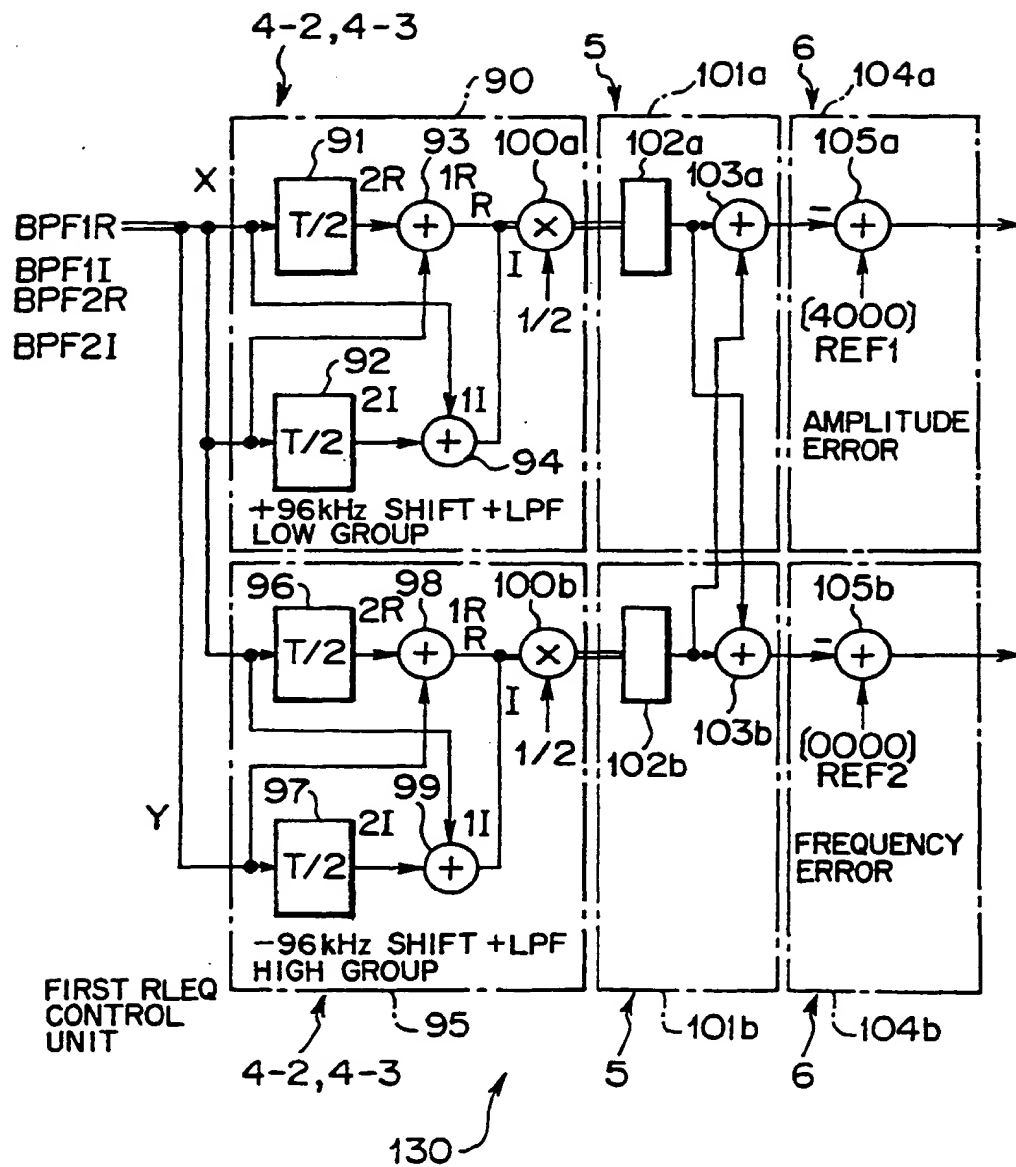 4-2, 4-3
90
5
101a
6
104a
91
93
100a
102a
103a
105a
X
2R
1R
R
T/2
+
×
+
−
+
BPF1R
BPF1I
BPF2R
BPF2I
I
1/2
(4000)
REF1
92
2I
1I
T/2
+
94
AMPLITUDE
ERROR
+96kHz SHIFT +LPF
LOW GROUP
96
98
100b
105b
2R
1R
R
T/2
+
×
+
−
+
I
1/2
102b
103b
(0000)
REF2
97
99
Y
2I
1I
T/2
+
FREQUENCY
ERROR
−96kHz SHIFT +LPF
HIGH GROUP
FIRST RLEQ
CONTROL
UNIT
95
101b
104b
4-2, 4-3
5
6
130